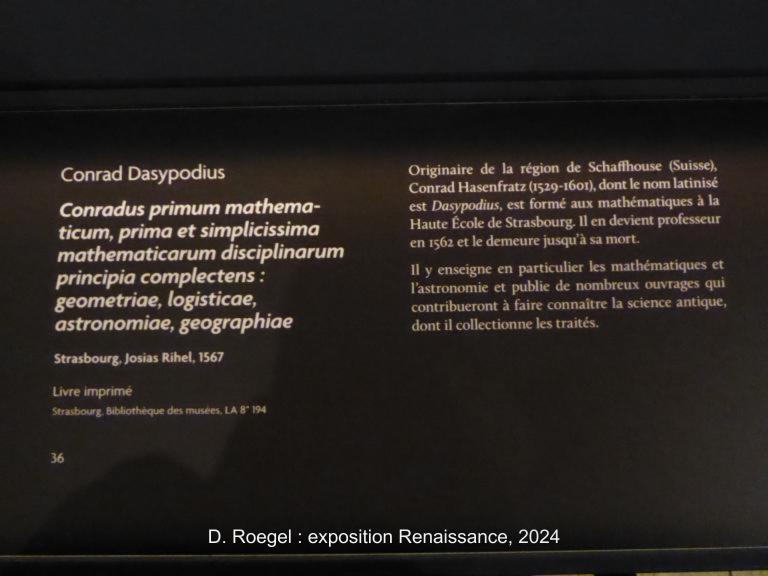 Conrad Dasypodius
Conradus primum mathema-
ticum, prima et simplicissima
mathematicarum disciplinarum
principia complectens :
geometriae, logisticae,
astronomiae, geographiae
Strasbourg, Josias Rihel, 1567
Livre imprimé
Strasbourg, Bibliothèque des musées, LA 8° 194
36
Originaire de la région de Schaffhouse (Suisse),
Conrad Hasenfratz (1529-1601), dont le nom latinisé
est Dasypodius, est formé aux mathématiques à la
Haute École de Strasbourg. Il en devient professeur
en 1562 et le demeure jusqu'à sa mort.
Il y enseigne en particulier les mathématiques et
l'astronomie et publie de nombreux ouvrages qui
contribueront à faire connaître la science antique,
dont il collectionne les traités.
D. Roegel : exposition Renaissance, 2024